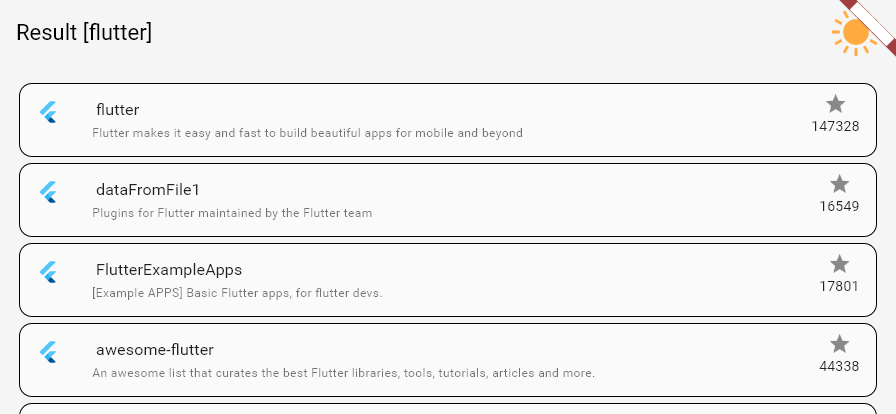 Result [flutter]
flutter
Flutter makes it easy and fast to build beautiful apps for mobile and beyond
147328
dataFromFile1
Plugins for Flutter maintained by the Flutter team
16549
FlutterExampleApps
[Example APPS] Basic Flutter apps, for flutter devs.
17801
awesome-flutter
An awesome list that curates the best Flutter libraries, tools, tutorials, articles and more.
44338